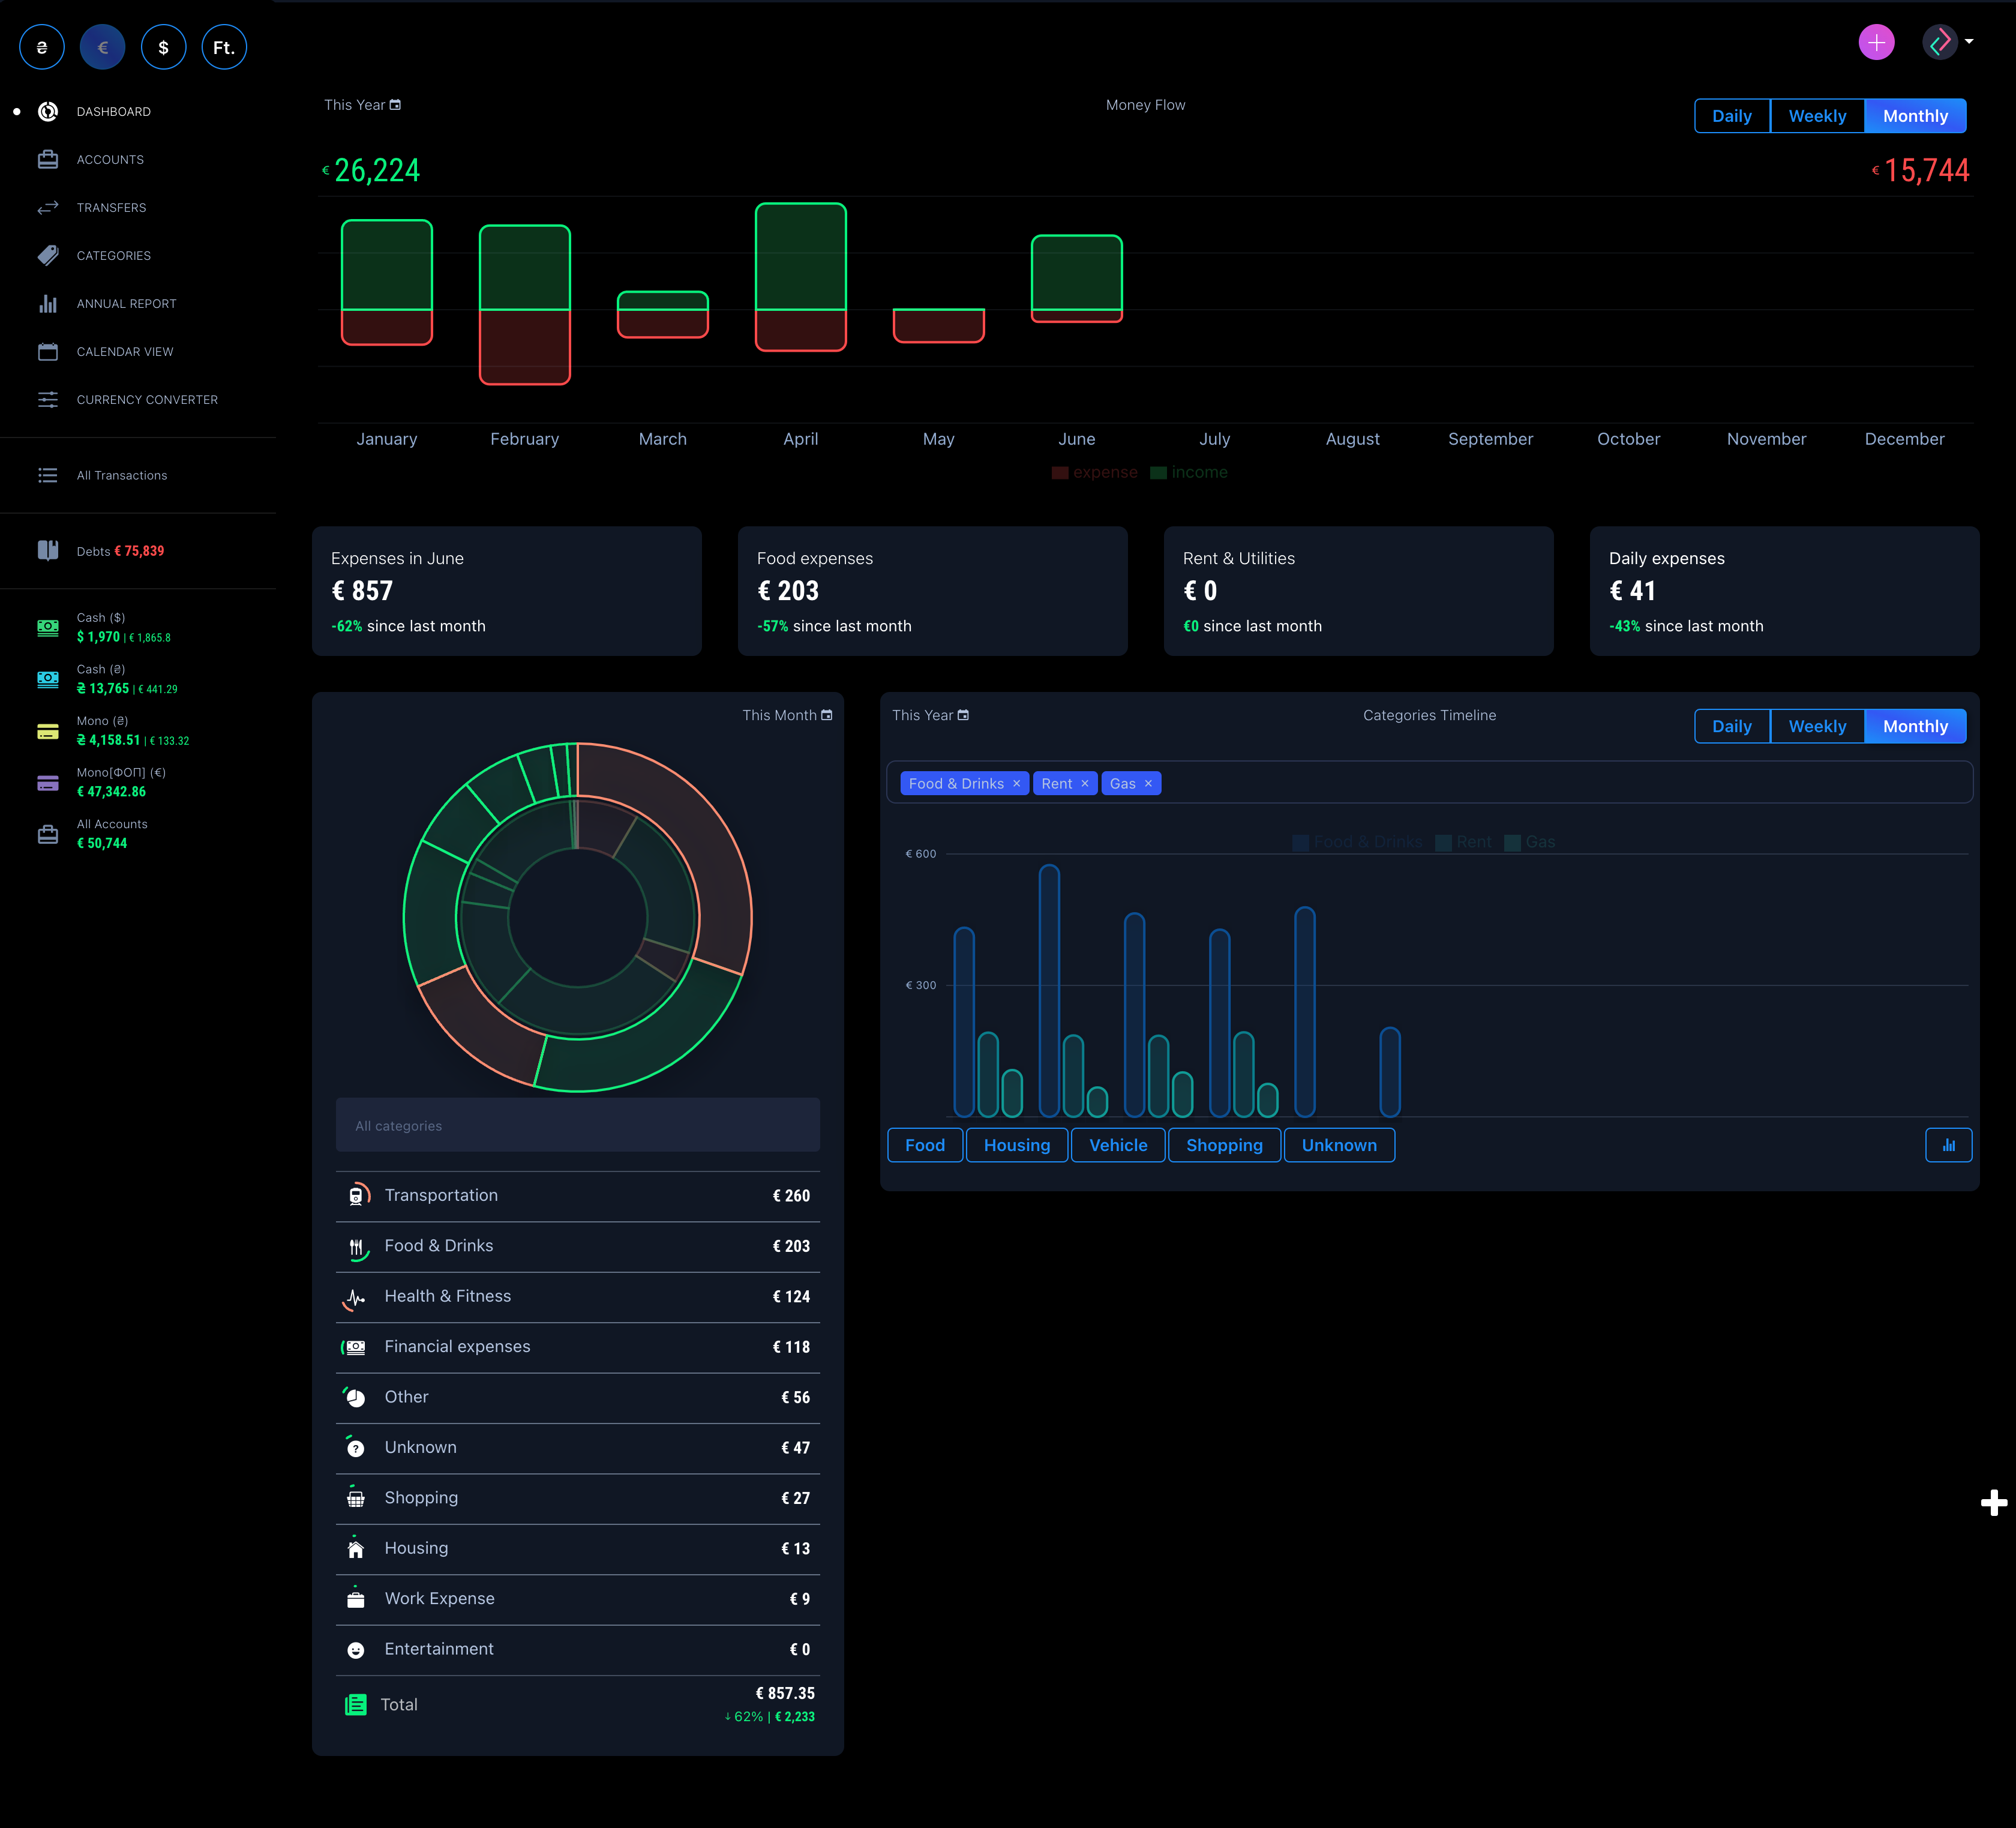 ₴ € $ Ft.
DASHBOARD
ACCOUNTS
TRANSFERS
CATEGORIES
ANNUAL REPORT
CALENDAR VIEW
CURRENCY CONVERTER
All Transactions
Debts € 75,839
Cash ($)
$ 1,970 | € 1,865.8
Cash (₴)
₴ 13,765 | € 441.29
Mono (₴)
₴ 4,158.51 | € 133.32
Mono[ФОП] (€)
€ 47,342.86
All Accounts
€ 50,744
This Year Money Flow Daily Weekly Monthly
€ 26,224 € 15,744
January February March April May June July August September October November December
expense income
Expenses in June
€ 857
-62% since last month
Food expenses
€ 203
-57% since last month
Rent & Utilities
€ 0
€0 since last month
Daily expenses
€ 41
-43% since last month
This Month
All categories
Transportation € 260
Food & Drinks € 203
Health & Fitness € 124
Financial expenses € 118
Other € 56
Unknown € 47
Shopping € 27
Housing € 13
Work Expense € 9
Entertainment € 0
Total € 857.35
↓ 62% | € 2,233
This Year Categories Timeline Daily Weekly Monthly
Food & Drinks × Rent × Gas ×
Food & Drinks Rent Gas
€ 600
€ 300
Food Housing Vehicle Shopping Unknown